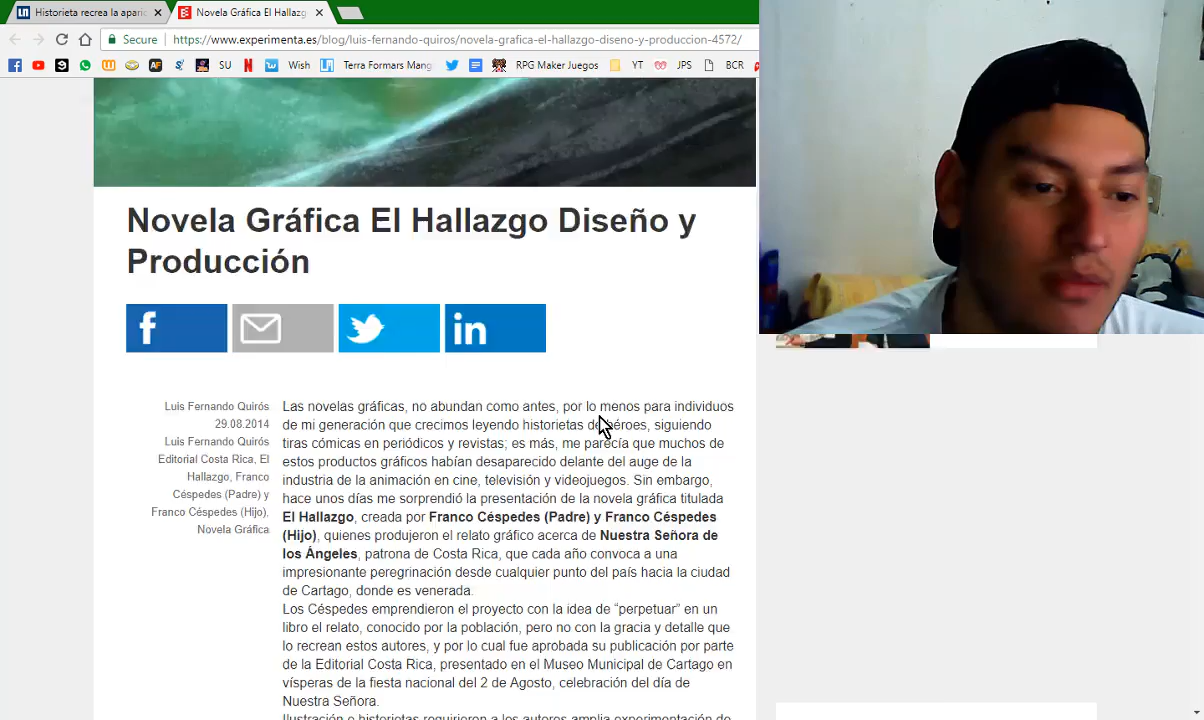 Historieta recrea la apari
Novela Gráfica El Hallazg
Secure
https://www.experimenta.es/blog/luis-fernando-quiros/novela-grafica-el-hallazgo-diseno-y-produccion-4572/
SU
Wish
Terra Formars Mang
RPG Maker Juegos
YT
JPS
BCR
Novela Gráfica El Hallazgo Diseño y
Producción
Luis Fernando Quirós
29.08.2014
Luis Fernando Quirós
Editorial Costa Rica, El
Hallazgo, Franco
Céspedes (Padre) y
Franco Céspedes (Hijo),
Novela Gráfica
Las novelas gráficas, no abundan como antes, por lo menos para individuos
de mi generación que crecimos leyendo historietas de héroes, siguiendo
tiras cómicas en periódicos y revistas; es más, me parecía que muchos de
estos productos gráficos habían desaparecido delante del auge de la
industria de la animación en cine, televisión y videojuegos. Sin embargo,
hace unos días me sorprendió la presentación de la novela gráfica titulada
El Hallazgo, creada por Franco Céspedes (Padre) y Franco Céspedes
(Hijo), quienes produjeron el relato gráfico acerca de Nuestra Señora de
los Ángeles, patrona de Costa Rica, que cada año convoca a una
impresionante peregrinación desde cualquier punto del país hacia la ciudad
de Cartago, donde es venerada.
Los Céspedes emprendieron el proyecto con la idea de “perpetuar” en un
libro el relato, conocido por la población, pero no con la gracia y detalle que
lo recrean estos autores, y por lo cual fue aprobada su publicación por parte
de la Editorial Costa Rica, presentado en el Museo Municipal de Cartago en
vísperas de la fiesta nacional del 2 de Agosto, celebración del día de
Nuestra Señora.
Ilustración e historietas requirieron a los autores amplia experimentación de